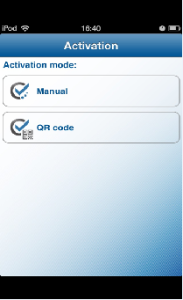 iPod 16:40
Activation
Activation mode:
Manual
QR code